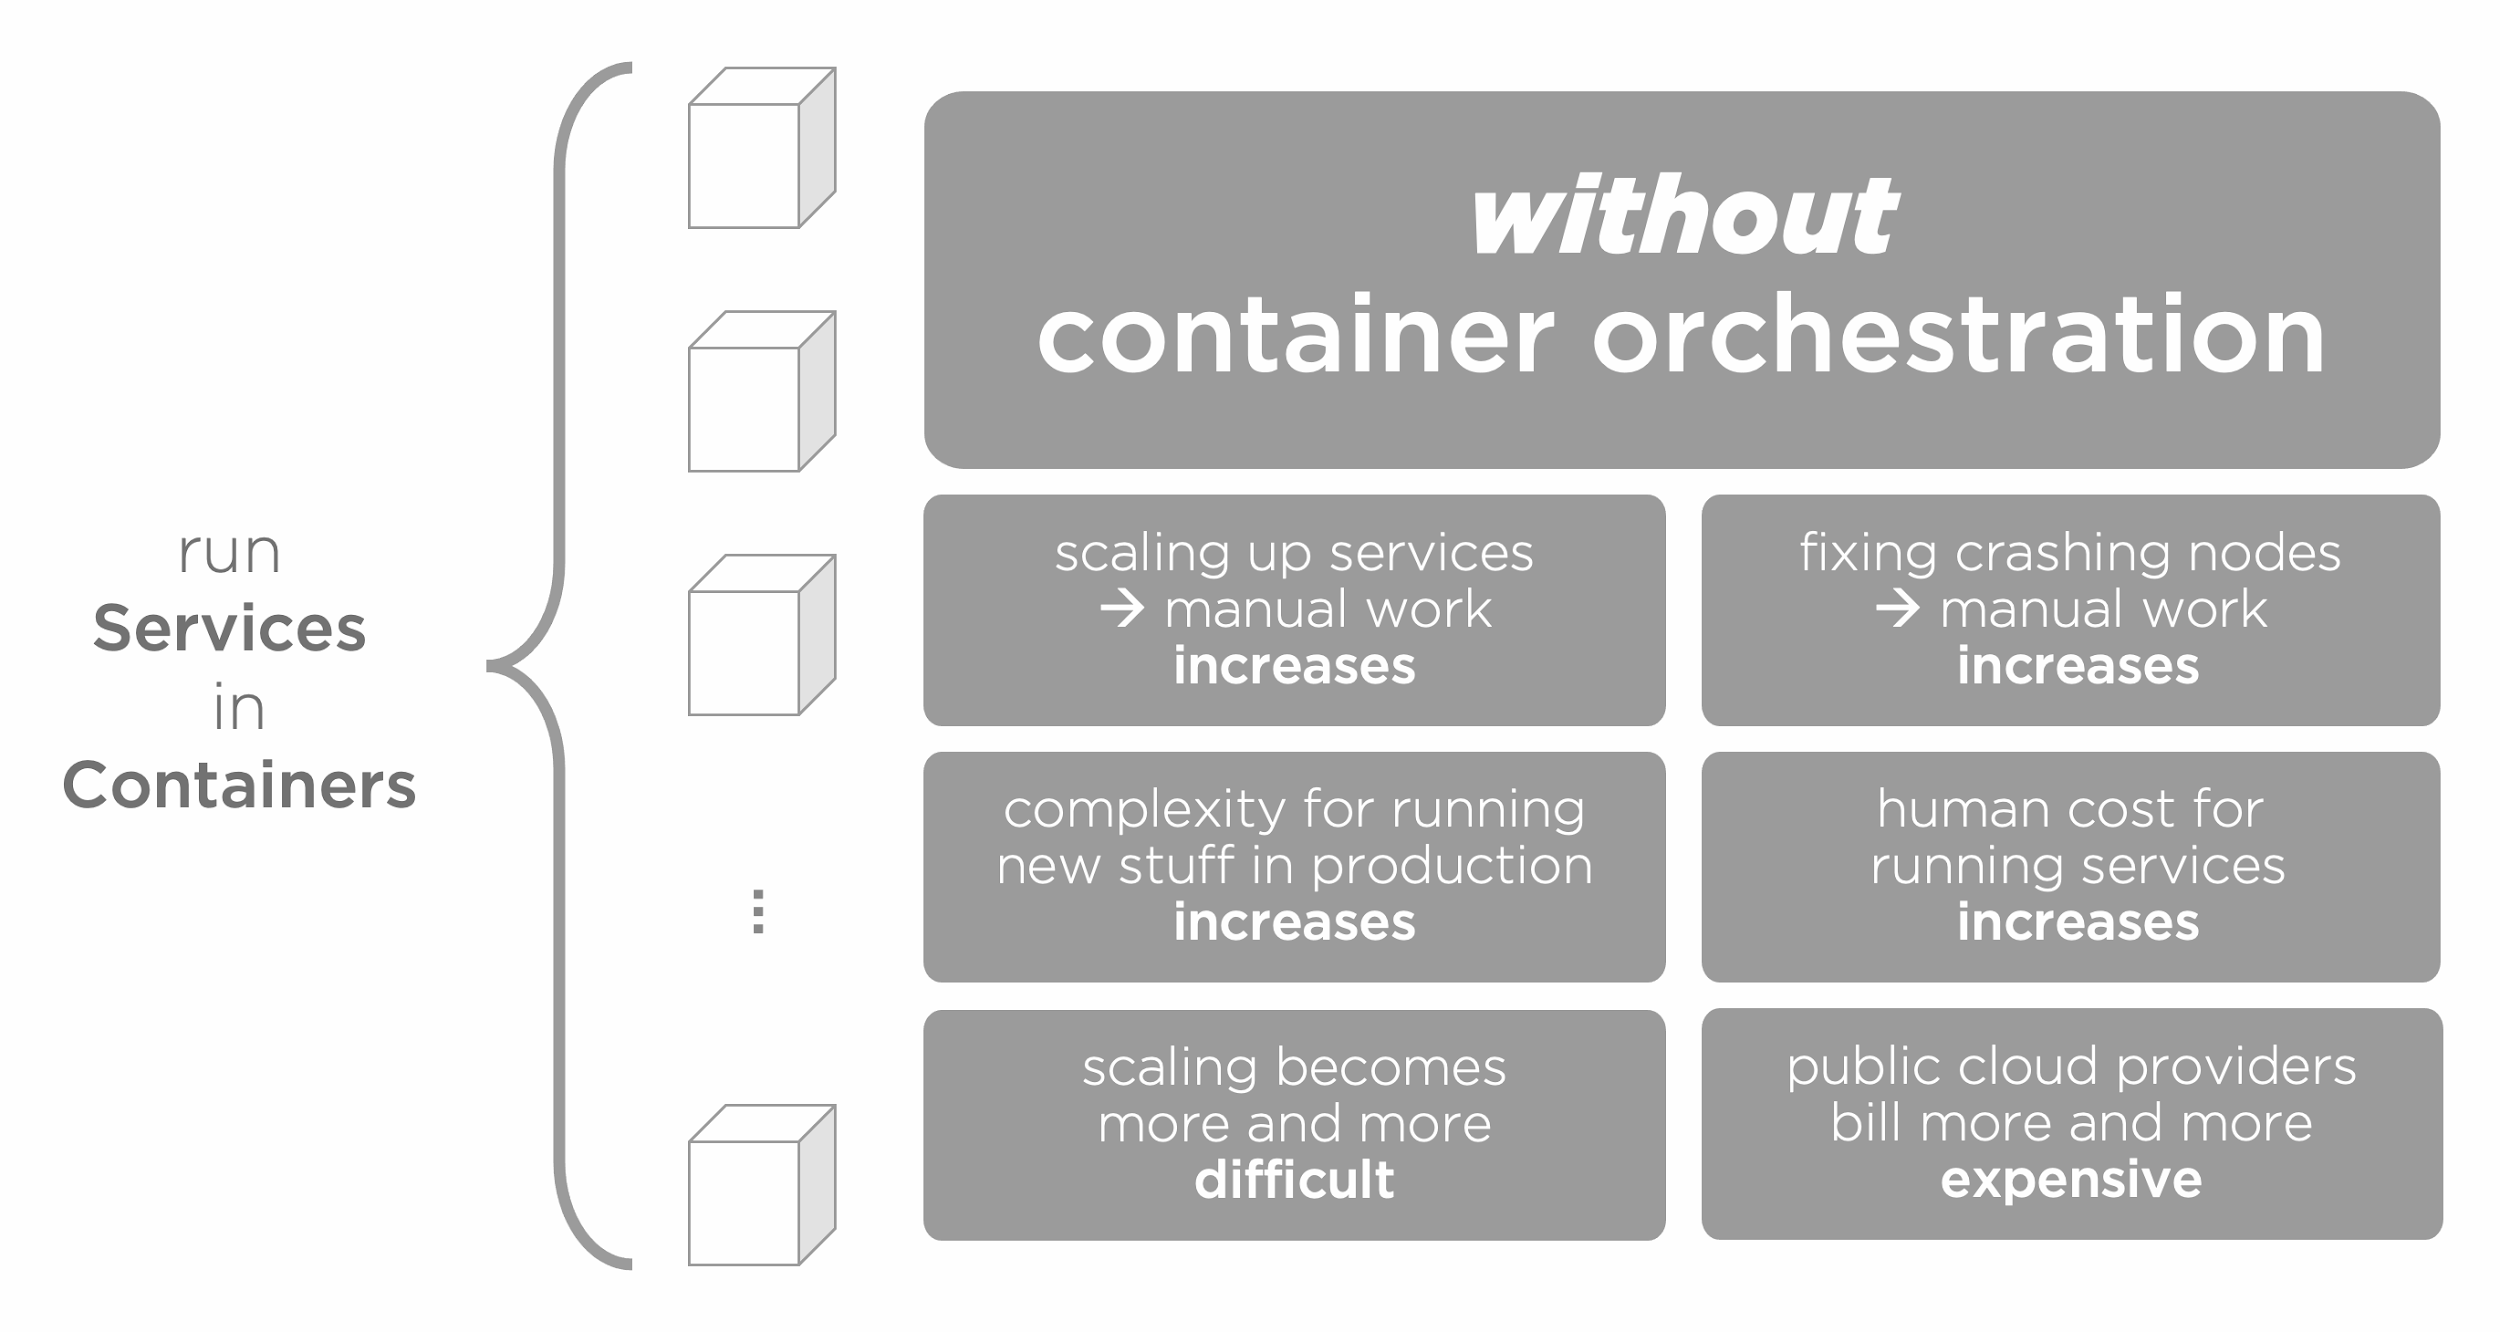 run
Services
in
Containers
without
container orchestration
scaling up services
→ manual work
increases
fixing crashing nodes
→ manual work
increases
complexity for running
new stuff in production
increases
human cost for
running services
increases
scaling becomes
more and more
difficult
public cloud providers
bill more and more
expensive